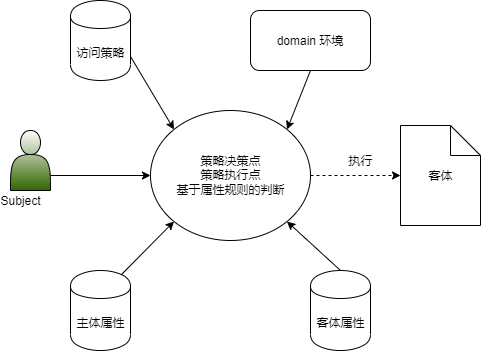 访问策略
domain 环境
策略决策点
策略执行点
基于属性规则的判断
执行
客体
Subject
主体属性
客体属性